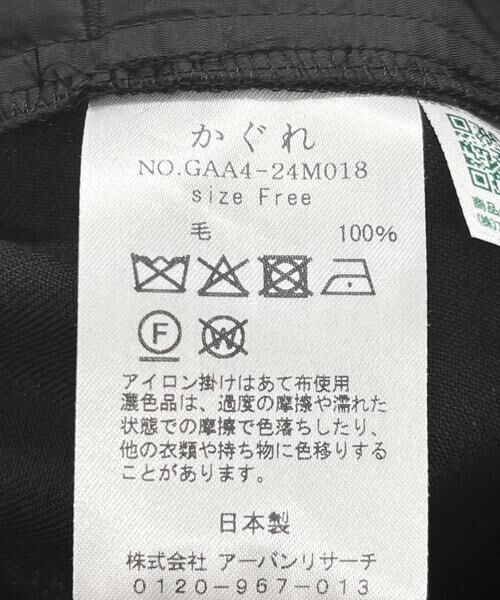 かぐれ
NO.GAA4-24M018
size Free
毛 100%
F
W
アイロン掛けはあて布使用
濃色品は、過度の摩擦や濡れた
状態での摩擦で色落ちしたり、
他の衣類や持ち物に色移りする
ことがあります。
日本製
株式会社 アーバンリサーチ
0120-967-013
商品